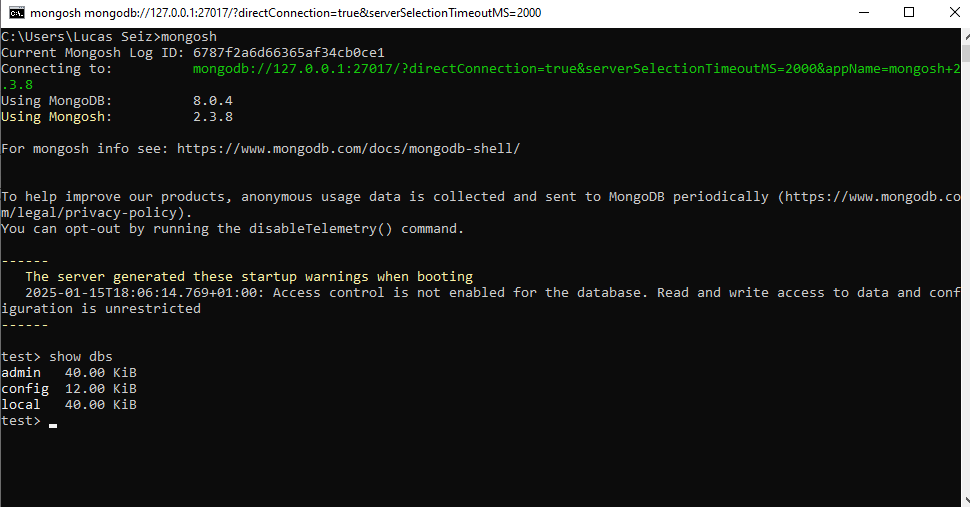 mongosh mongodb://127.0.0.1:27017/?directConnection=true&serverSelectionTimeoutMS=2000
C:\Users\Lucas Seiz>mongosh
Current Mongosh Log ID: 6787f2a6d66365af34cb0ce1
Connecting to:          mongodb://127.0.0.1:27017/?directConnection=true&serverSelectionTimeoutMS=2000&appName=mongosh+2
.3.8
Using MongoDB:          8.0.4
Using Mongosh:          2.3.8
For mongosh info see: https://www.mongodb.com/docs/mongodb-shell/
To help improve our products, anonymous usage data is collected and sent to MongoDB periodically (https://www.mongodb.co
m/legal/privacy-policy).
You can opt-out by running the disableTelemetry() command.
------
   The server generated these startup warnings when booting
   2025-01-15T18:06:14.769+01:00: Access control is not enabled for the database. Read and write access to data and conf
iguration is unrestricted
------
test> show dbs
admin   40.00 KiB
config  12.00 KiB
local   40.00 KiB
test>